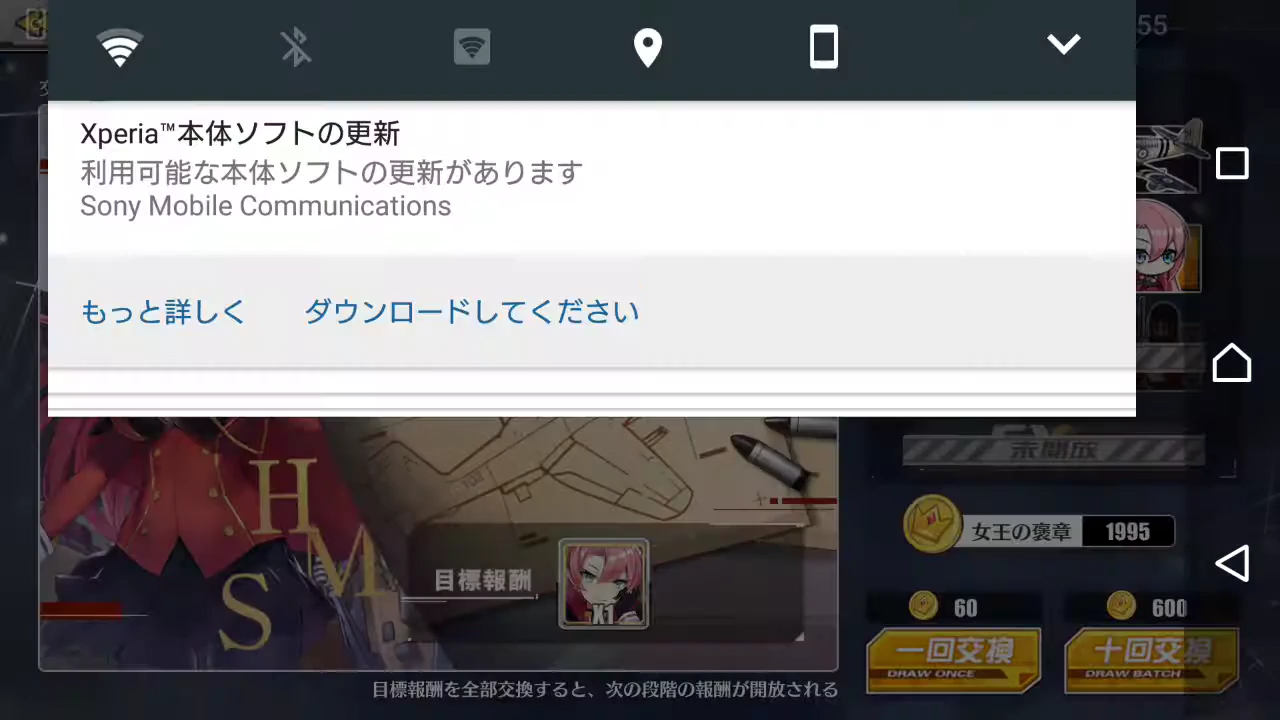 55
Xperia™本体ソフトの更新
利用可能な本体ソフトの更新があります
Sony Mobile Communications
もっと詳しく
ダウンロードしてください
未開放
HMS
女王の褒章
1995
目標報酬
X1
60
600
一回交換
DRAW ONCE
十回交換
DRAW BATCH
目標報酬を全部交換すると、次の段階の報酬が開放される